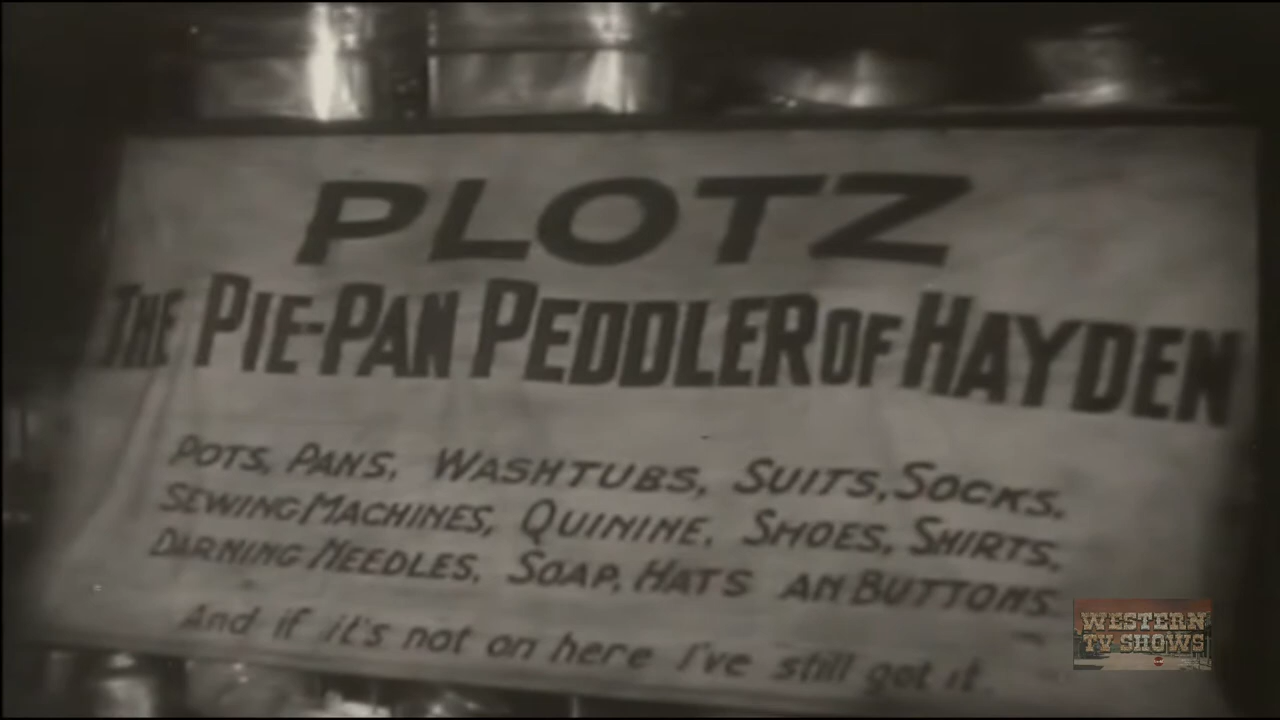 PLOTZ
THE PIE-PAN PEDDLER OF HAYDEN
POTS, PANS, WASHTUBS, SUITS, SOCKS,
SEWING MACHINES, QUININE, SHOES, SHIRTS,
DARNING NEEDLES, SOAP, HATS AN BUTTONS
And if it's not on here I've still got it
WESTERN
TV SHOWS